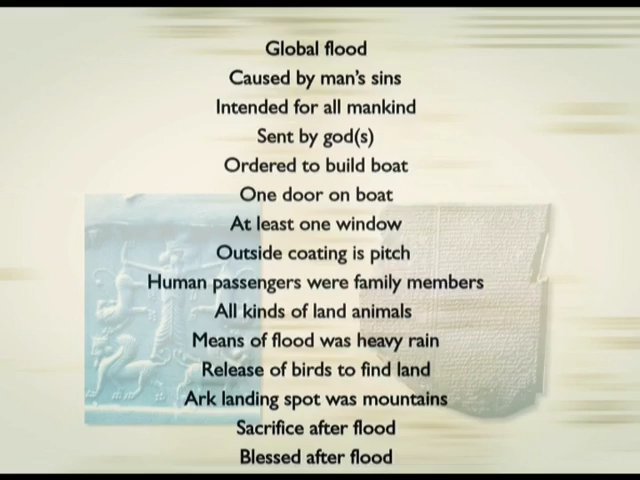 Global flood
Caused by man's sins
Intended for all mankind
Sent by god(s)
Ordered to build boat
One door on boat
At least one window
Outside coating is pitch
Human passengers were family members
All kinds of land animals
Means of flood was heavy rain
Release of birds to find land
Ark landing spot was mountains
Sacrifice after flood
Blessed after flood